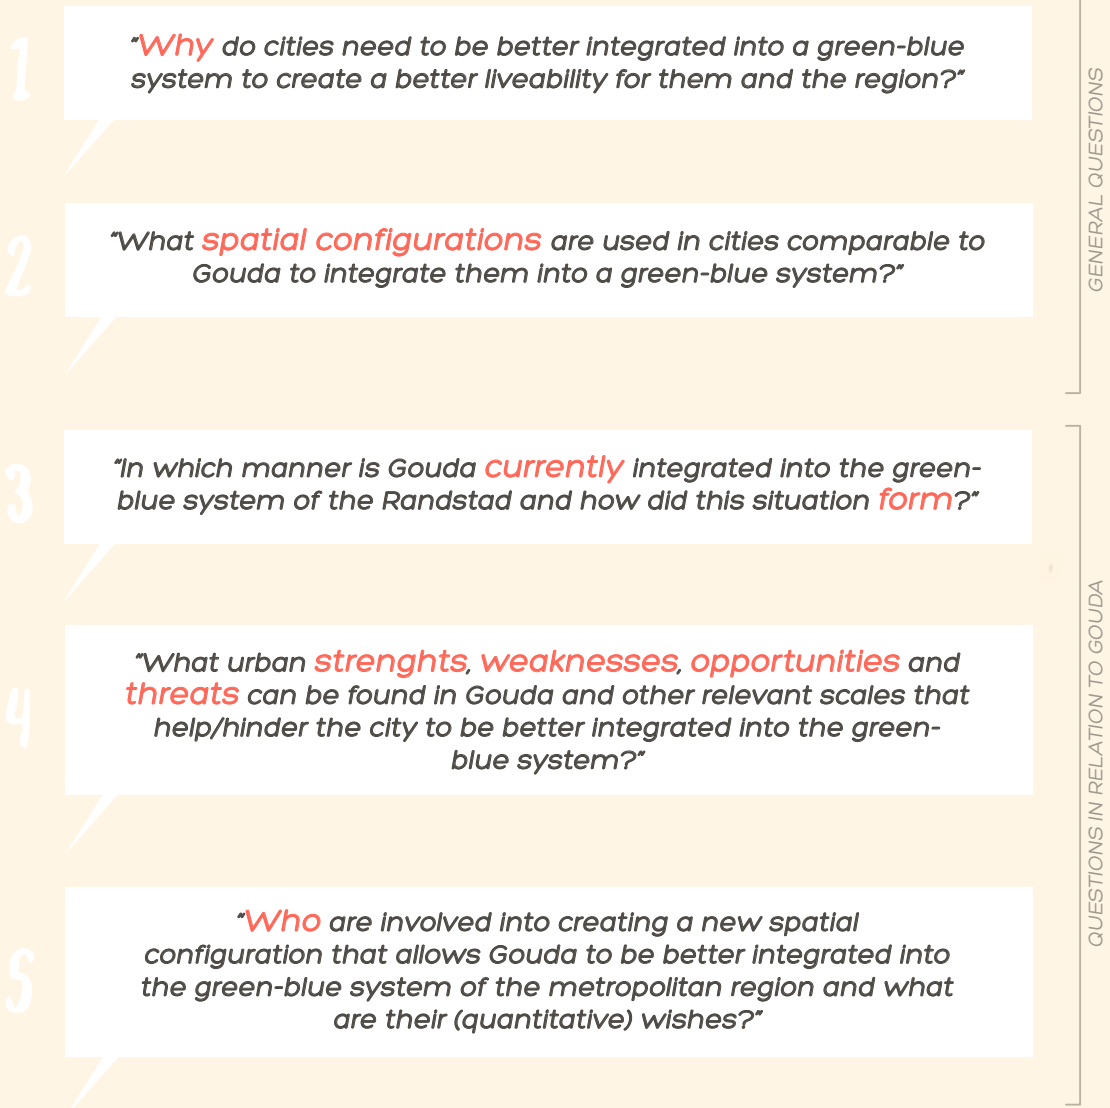 1
"Why do cities need to be better integrated into a green-blue
system to create a better liveability for them and the region?"
GENERAL QUESTIONS
2
"What spatial configurations are used in cities comparable to
Gouda to integrate them into a green-blue system?"
3
"In which manner is Gouda currently integrated into the green-
blue system of the Randstad and how did this situation form?"
QUESTIONS IN RELATION TO GOUDA
4
"What urban strenghts, weaknesses, opportunities and
threats can be found in Gouda and other relevant scales that
help/hinder the city to be better integrated into the green-
blue system?"
5
"Who are involved into creating a new spatial
configuration that allows Gouda to be better integrated into
the green-blue system of the metropolitan region and what
are their (quantitative) wishes?"